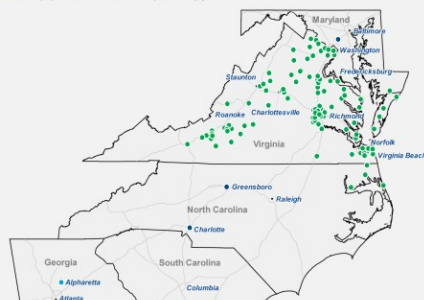 Maryland
Baltimore
Washington
Staunton
Fredericksburg
Roanoke
Charlottesville
Richmond
Virginia
Norfolk
Virginia Beach
Greensboro
Raleigh
North Carolina
Charlotte
Georgia
South Carolina
Alpharetta
Columbia
Atlanta